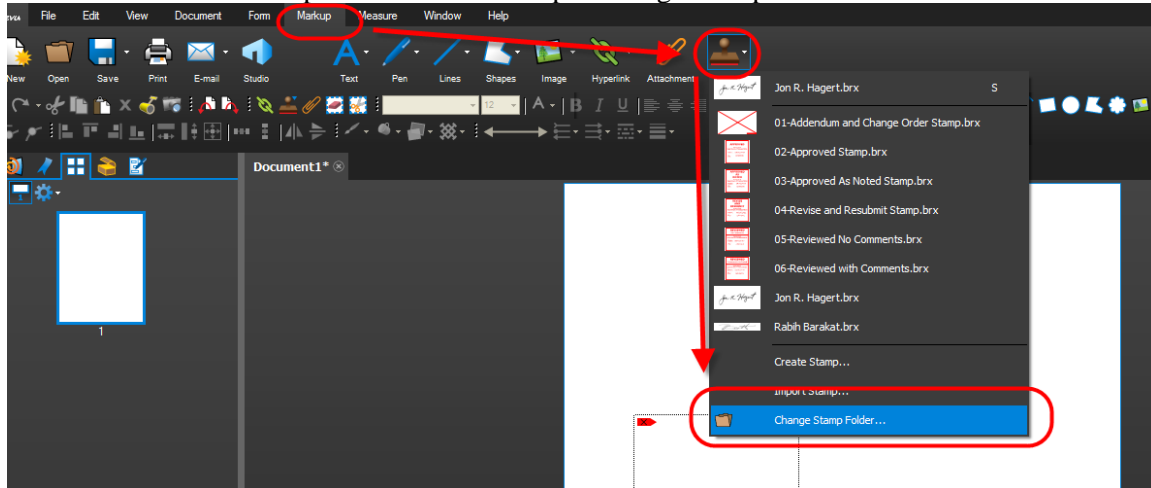 File Edit View Document Form Markup Measure Window Help
New Open Save Print E-mail Studio Text Pen Lines Shapes Image Hyperlink Attachment
12
Jon R. Hagert.brx S
01-Addendum and Change Order Stamp.brx
02-Approved Stamp.brx
03-Approved As Noted Stamp.brx
04-Revise and Resubmit Stamp.brx
05-Reviewed No Comments.brx
06-Reviewed with Comments.brx
Jon R. Hagert.brx
Rabih Barakat.brx
Create Stamp...
Import Stamp...
Change Stamp Folder...
Document1*
1
1